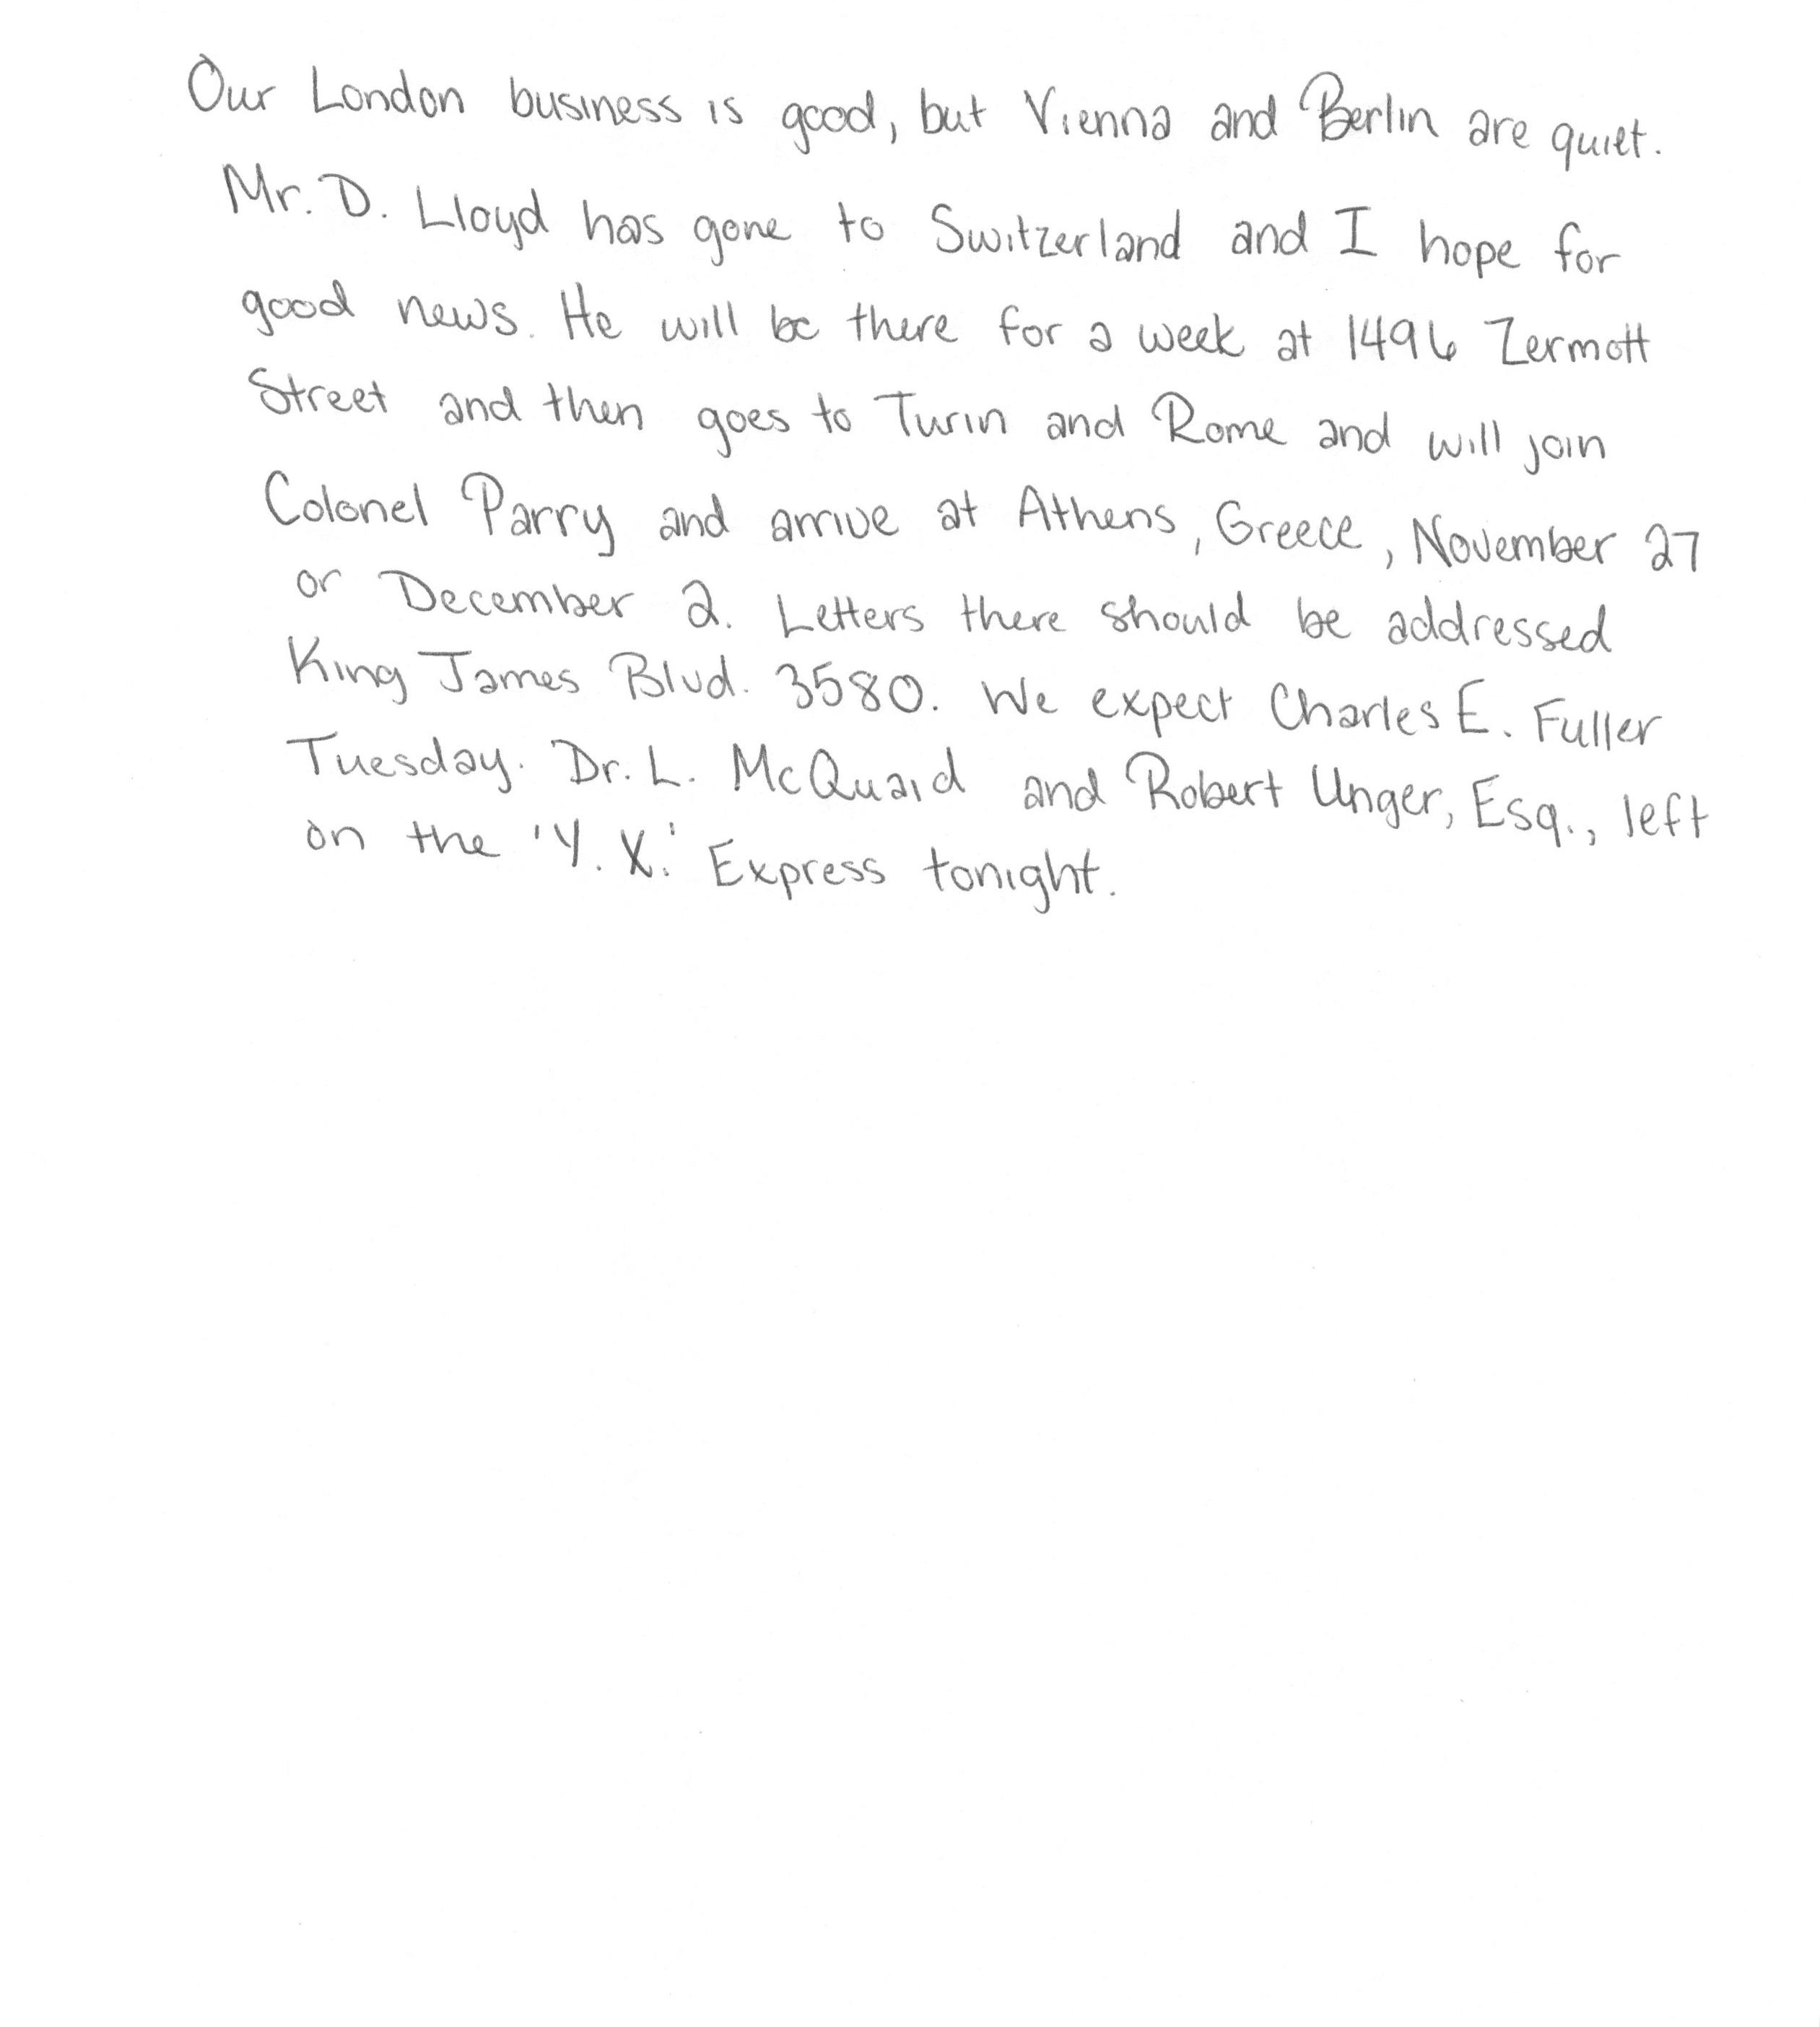 Our London business is good, but Vienna and Berlin are quiet.
Mr. D. Lloyd has gone to Switzerland and I hope for
good news. He will be there for a week at 1496 Zermott
Street and then goes to Turin and Rome and will join
Colonel Parry and arrive at Athens, Greece, November 27
or December 2. Letters there should be addressed
King James Blvd. 3580. We expect Charles E. Fuller
Tuesday. Dr. L. McQuaid and Robert Unger, Esq., left
on the 'Y. X.' Express tonight.